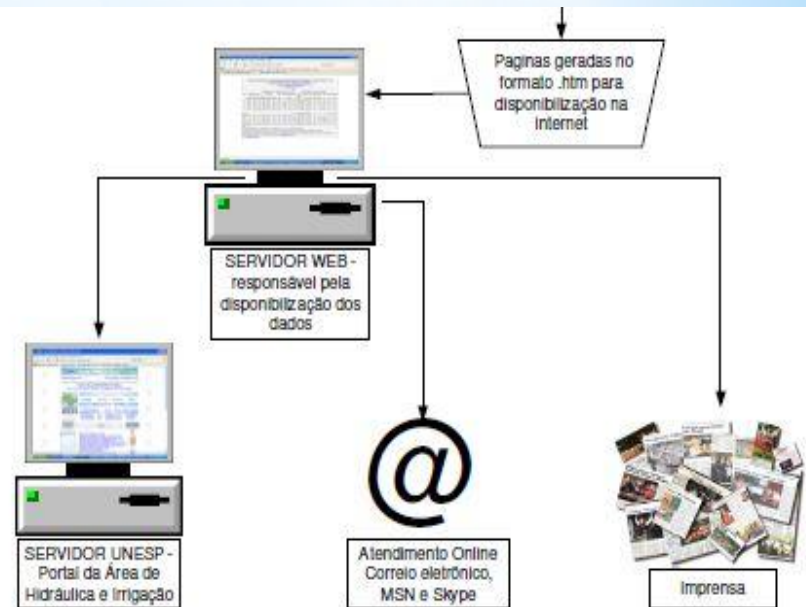 Paginas geradas no
formato .htm para
disponibilização na
internet
SERVIDOR WEB -
responsável pela
disponibilização dos
dados
SERVIDOR UNESP -
Portal da Área de
Hidráulica e Irrigação
@
Atendimento Online
Correio eletrônico,
MSN e Skype
Imprensa